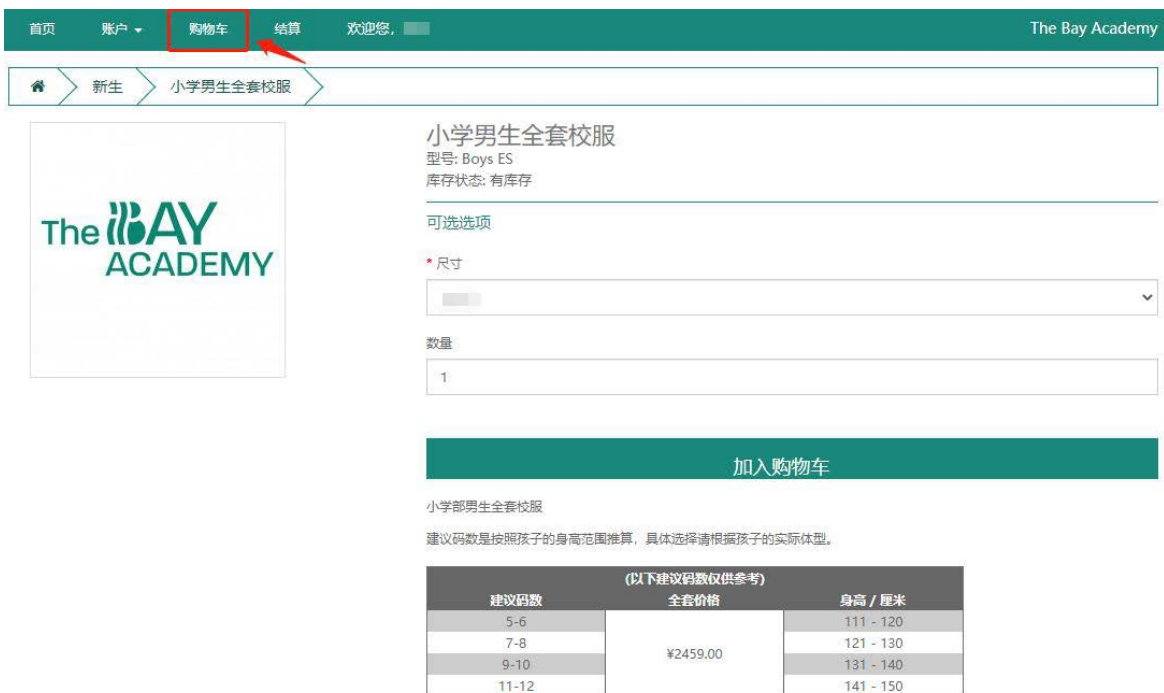 首页 账户 购物车 结算 欢迎您, The Bay Academy
新生 小学男生全套校服
The BAY
ACADEMY
小学男生全套校服
型号: Boys ES
库存状态: 有库存
可选选项
* 尺寸
数量
1
加入购物车
小学部男生全套校服
建议码数是按照孩子的身高范围推算，具体选择请根据孩子的实际体型。
(以下建议码数仅供参考)
建议码数 全套价格 身高 / 厘米
5-6 111 - 120
7-8 121 - 130
¥2459.00
9-10 131 - 140
11-12 141 - 150